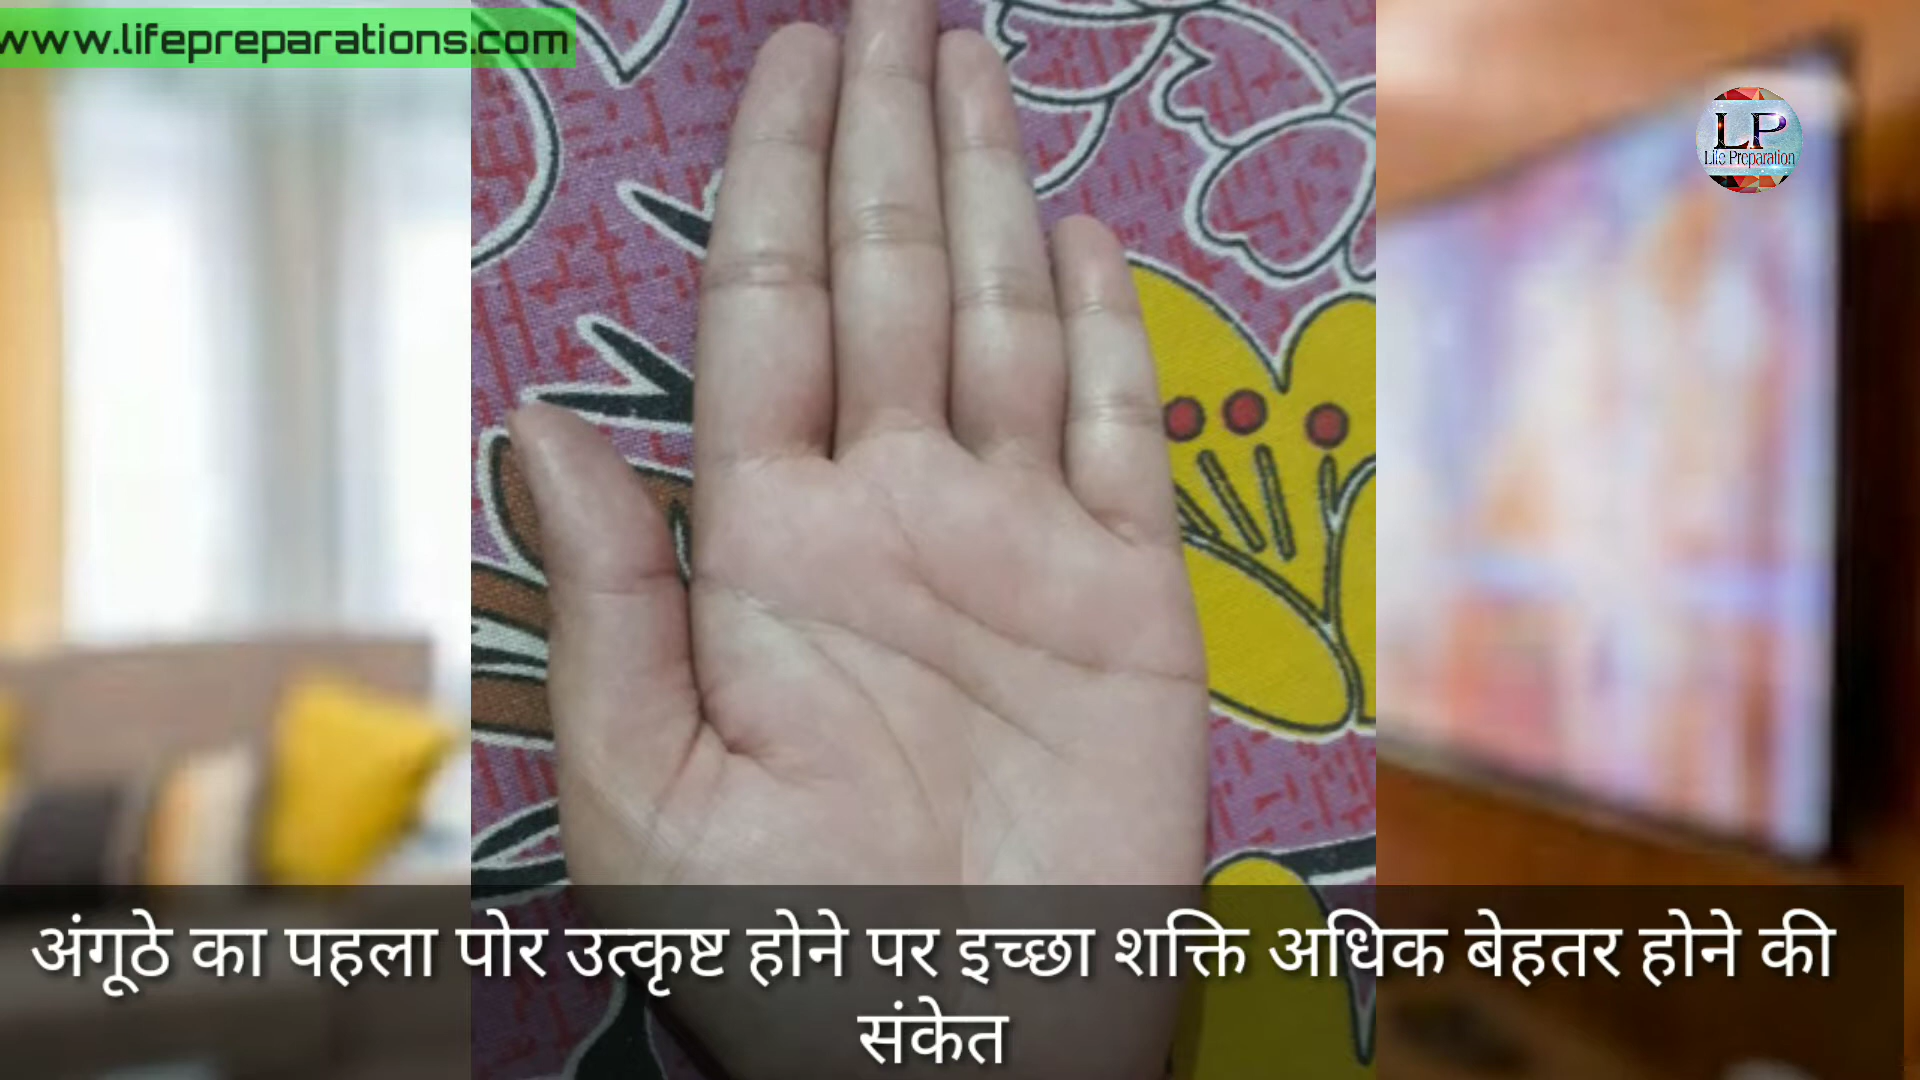 www.lifepreparations.com
LP
Life Preparation
अंगूठे का पहला पोर उत्कृष्ट होने पर इच्छा शक्ति अधिक बेहतर होने की
संकेत